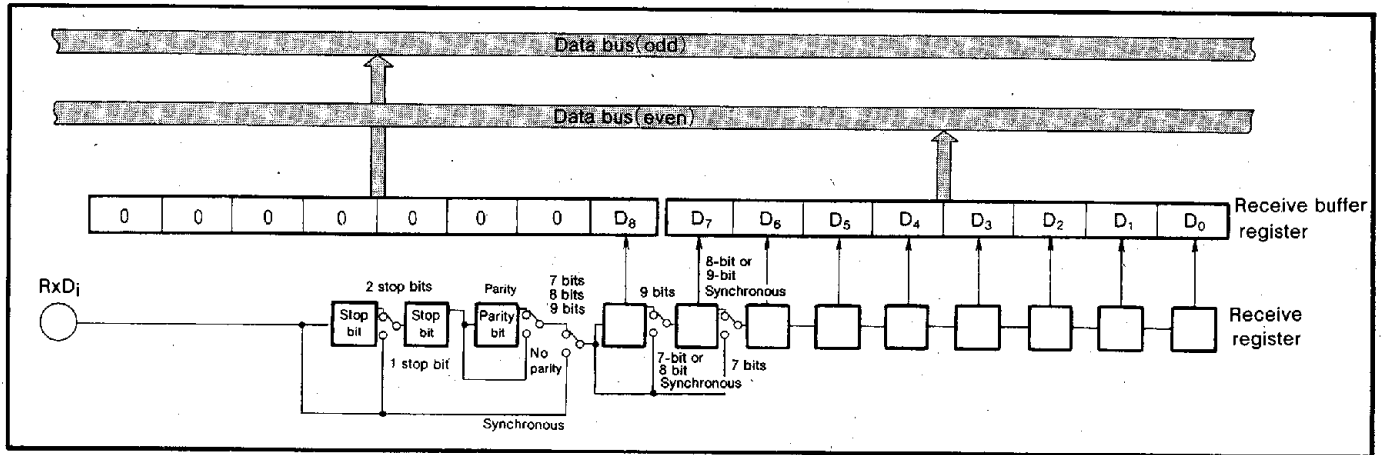 Data bus(odd)
Data bus(even)
0 0 0 0 0 0 0 D8 D7 D6 D5 D4 D3 D2 D1 D0
Receive buffer
register
RxDi
2 stop bits
Parity
7 bits
8 bits
9 bits
9 bits
8-bit or
9-bit
Synchronous
Stop
bit
Stop
bit
Parity
bit
Receive
register
1 stop bit
No
parity
7-bit or
8 bit
Synchronous
7 bits
Synchronous